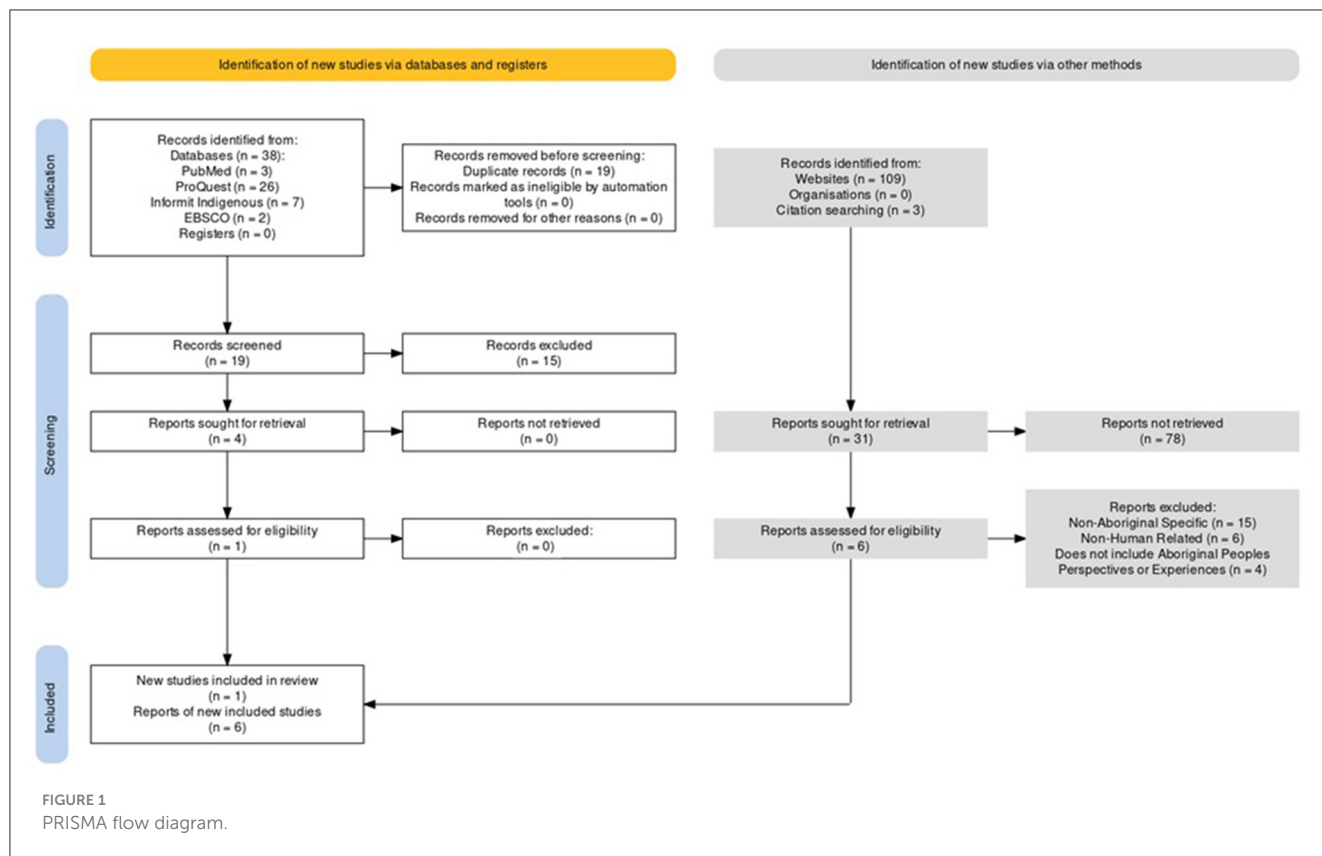 Identification of new studies via databases and registers
Identification of new studies via other methods
Identification
Records identified from:
Databases (n = 38):
PubMed (n = 3)
ProQuest (n = 26)
Informit Indigenous (n = 7)
EBSCO (n = 2)
Registers (n = 0)
Records removed before screening:
Duplicate records (n = 19)
Records marked as ineligible by automation
tools (n = 0)
Records removed for other reasons (n = 0)
Records identified from:
Websites (n = 109)
Organisations (n = 0)
Citation searching (n = 3)
Screening
Records screened
(n = 19)
Records excluded
(n = 15)
Reports sought for retrieval
(n = 4)
Reports not retrieved
(n = 0)
Reports sought for retrieval
(n = 31)
Reports not retrieved
(n = 78)
Reports assessed for eligibility
(n = 1)
Reports excluded:
(n = 0)
Reports assessed for eligibility
(n = 6)
Reports excluded:
Non-Aboriginal Specific (n = 15)
Non-Human Related (n = 6)
Does not include Aboriginal Peoples
Perspectives or Experiences (n = 4)
Included
New studies included in review
(n = 1)
Reports of new included studies
(n = 6)
FIGURE 1
PRISMA flow diagram.